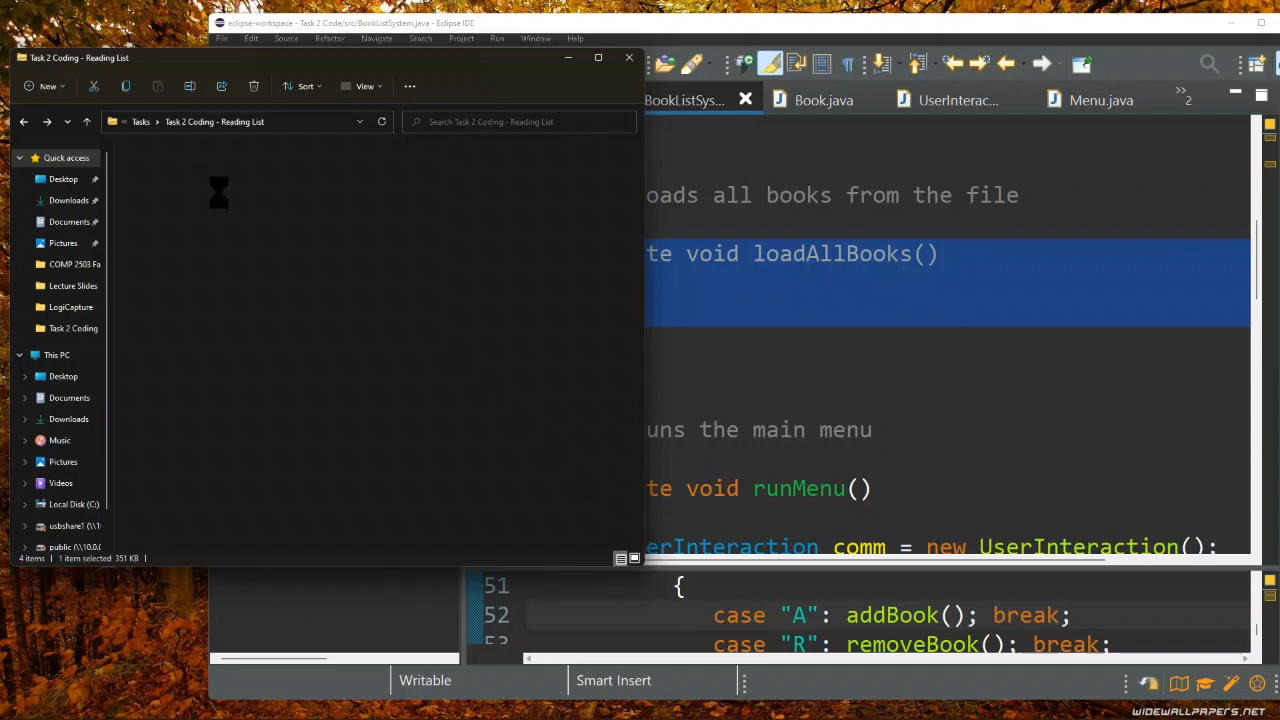 eclipse-workspace - Task 2 Code/src/BookListSystem.java - Eclipse IDE
File Edit Source Refactor Navigate Search Project Run Window Help
Task 2 Coding - Reading List
New Sort View
« Tasks > Task 2 Coding - Reading List
Search Task 2 Coding - Reading List
Quick access
Desktop
Downloads
Documents
Pictures
COMP 2503 Fa
Lecture Slides
LogiCapture
Task 2 Coding
This PC
Desktop
Documents
Downloads
Music
Pictures
Videos
Local Disk (C:)
usbshare1 (\\1
public (\\10.0.0
4 items 1 item selected 351 KB
BookListSys... Book.java UserInterac... Menu.java »2
oads all books from the file
te void loadAllBooks()
uns the main menu
te void runMenu()
erInteraction comm = new UserInteraction();
51 {
52 case "A": addBook(); break;
53 case "R": removeBook(); break;
Writable Smart Insert
WIDEWALLPAPERS.NET